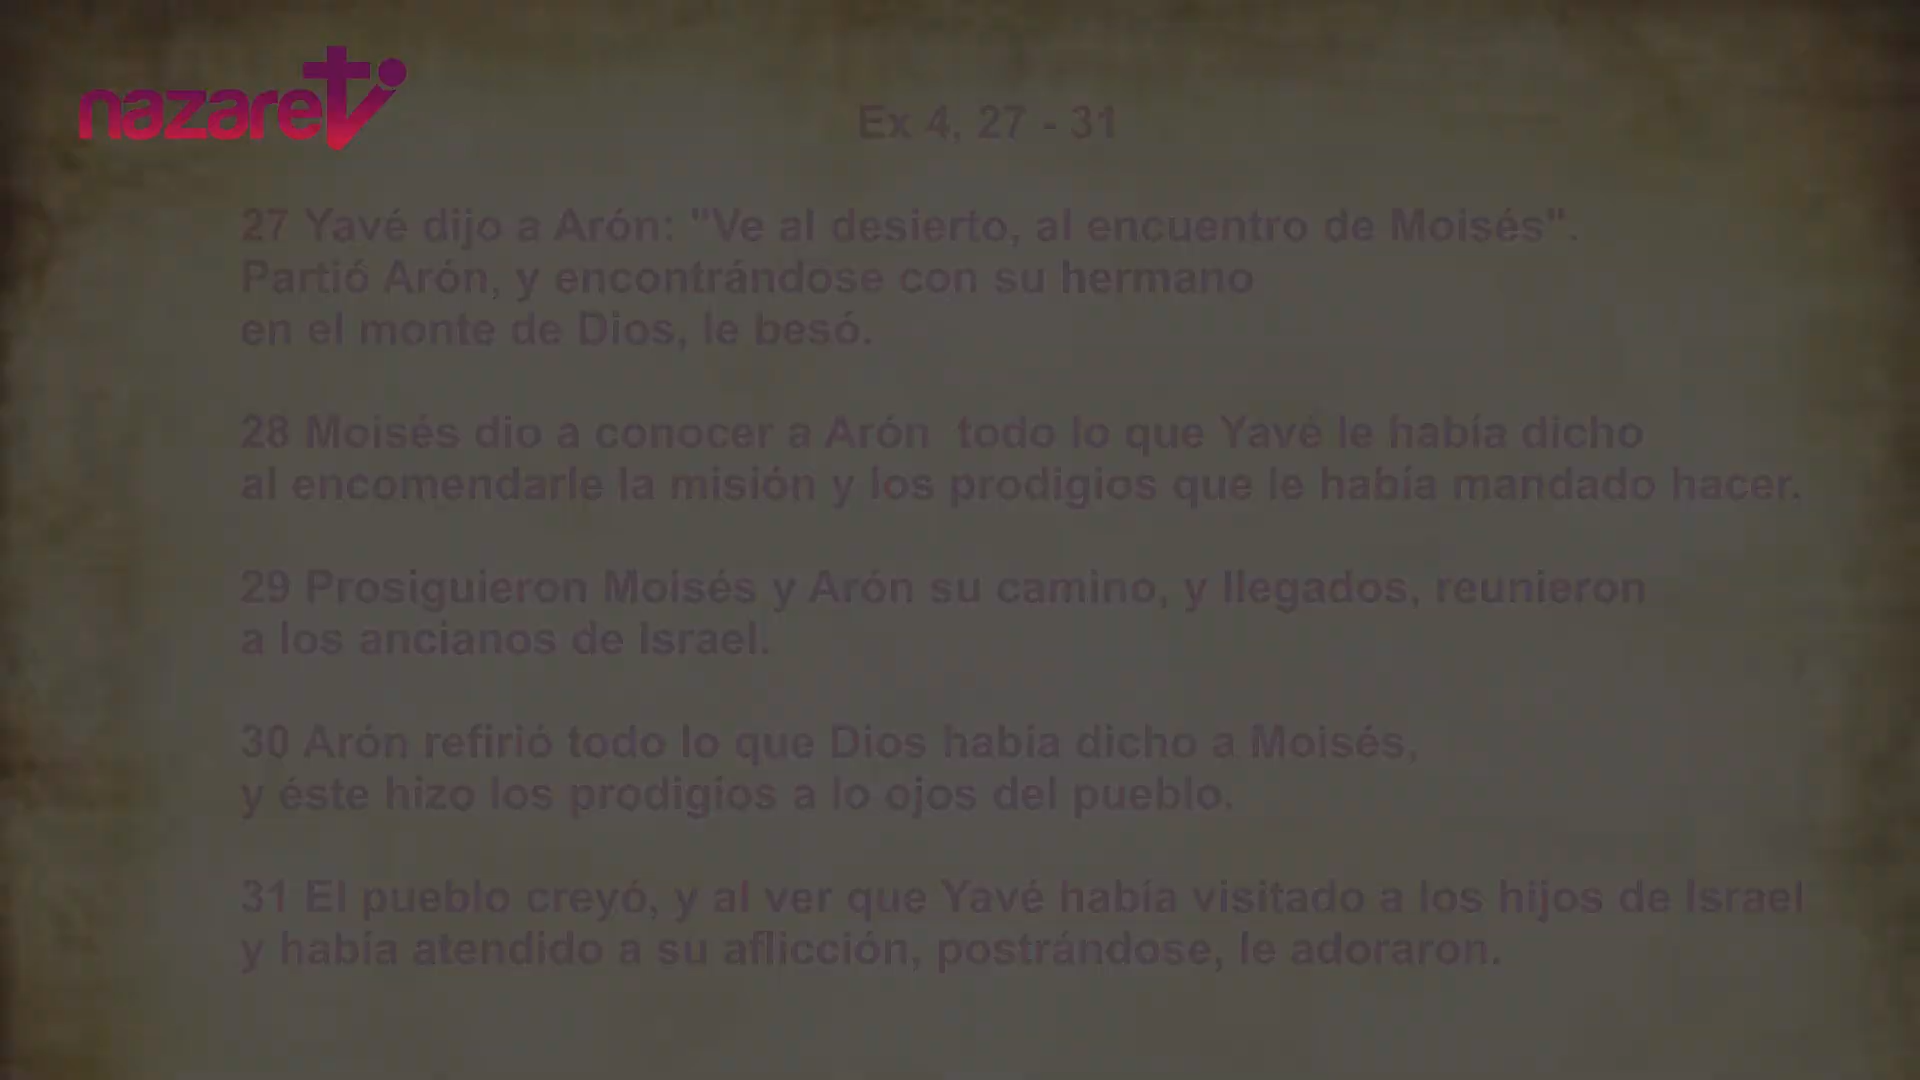 nazaretv
Ex 4, 27 - 31
27 Yavé dijo a Arón: "Ve al desierto, al encuentro de Moisés".
Partió Arón, y encontrándose con su hermano
en el monte de Dios, le besó.
28 Moisés dio a conocer a Arón  todo lo que Yavé le había dicho
al encomendarle la misión y los prodigios que le había mandado hacer.
29 Prosiguieron Moisés y Arón su camino, y llegados, reunieron
a los ancianos de Israel.
30 Arón refirió todo lo que Dios había dicho a Moisés,
y éste hizo los prodigios a lo ojos del pueblo.
31 El pueblo creyó, y al ver que Yavé había visitado a los hijos de Israel
y había atendido a su aflicción, postrándose, le adoraron.